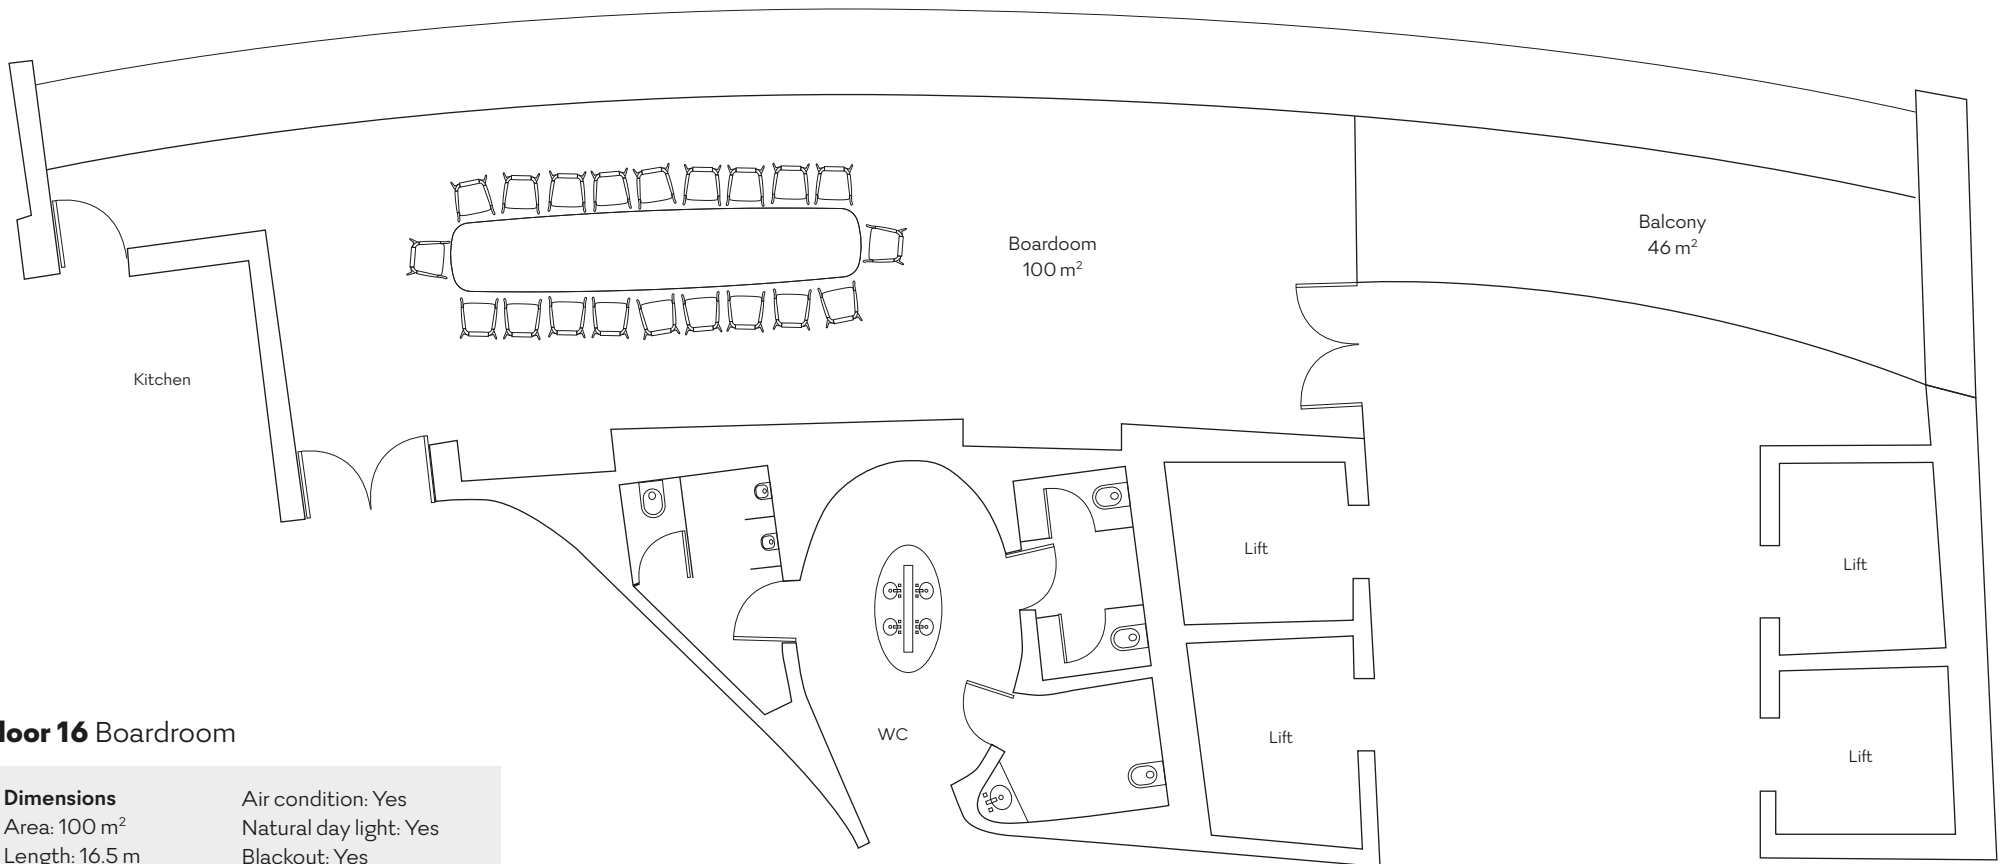 Boardoom
100 m²
Balcony
46 m²
Kitchen
Lift
Lift
Lift
Lift
WC
loor 16 Boardroom
Dimensions
Area: 100 m²
Length: 16.5 m
Air condition: Yes
Natural day light: Yes
Blackout: Yes